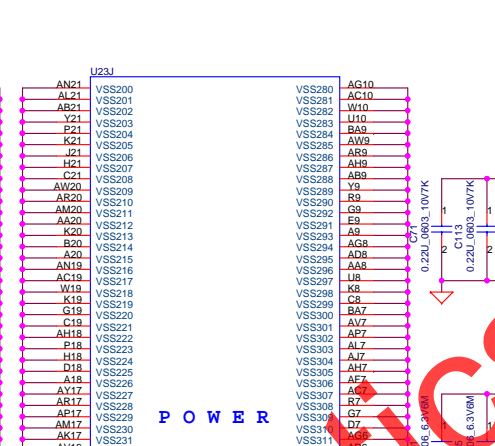 U23J
AN21 VSS200 VSS280 AG10
AL21 VSS201 VSS281 AC10
AB21 VSS202 VSS282 W10
Y21 VSS203 VSS283 U10
P21 VSS204 VSS284 BA9
K21 VSS205 VSS285 AW9
J21 VSS206 VSS286 AR9
H21 VSS207 VSS287 AH9
C21 VSS208 VSS288 AB9
AW20 VSS209 VSS289 Y9
AR20 VSS210 VSS290 R9
AM20 VSS211 VSS291 G9
AA20 VSS212 VSS292 E9
K20 VSS213 VSS293 A9
B20 VSS214 VSS294 AG8
A20 VSS215 VSS295 AD8
AN19 VSS216 VSS296 AA8
AC19 VSS217 VSS297 U8
W19 VSS218 VSS298 K8
K19 VSS219 VSS299 C8
G19 VSS220 VSS300 BA7
C19 VSS221 VSS301 AV7
AH18 VSS222 VSS302 AP7
P18 VSS223 VSS303 AL7
H18 VSS224 VSS304 AJ7
D18 VSS225 VSS305 AH7
A18 VSS226 VSS306 AF7
AY17 VSS227 VSS307 AC7
AR17 VSS228 VSS308 R7
AP17 VSS229 VSS309 G7
AM17 VSS230 VSS310 D7
AK17 VSS231 VSS311 AG6
POWER
C71
0.22U_0603_10V7K
1
2
C113
0.22U_0603_10V7K
1
2
1
1